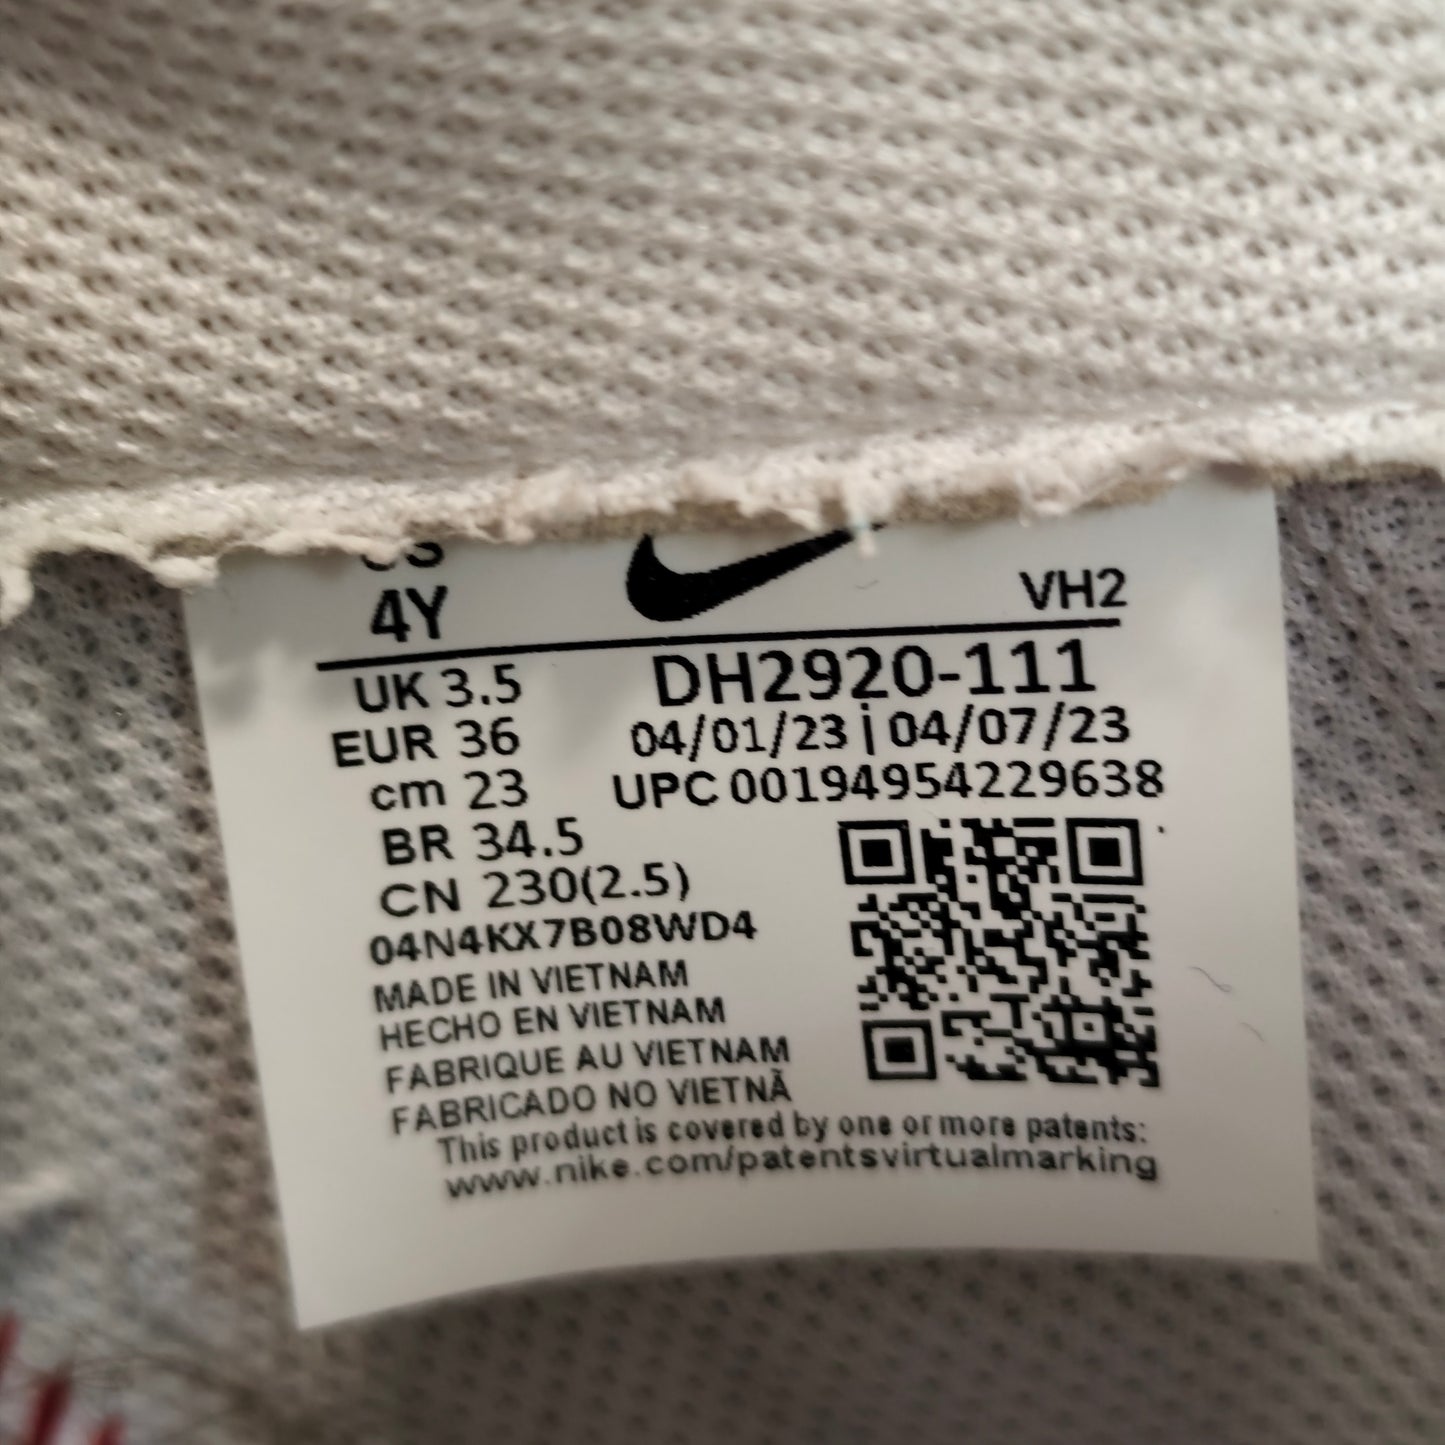 US
4Y
VH2
UK 3.5
EUR 36
cm 23
BR 34.5
CN 230(2.5)
DH2920-111
04/01/23 | 04/07/23
UPC 00194954229638
04N4KX7B08WD4
MADE IN VIETNAM
HECHO EN VIETNAM
FABRIQUE AU VIETNAM
FABRICADO NO VIETNÃ
This product is covered by one or more patents:
www.nike.com/patentsvirtualmarking